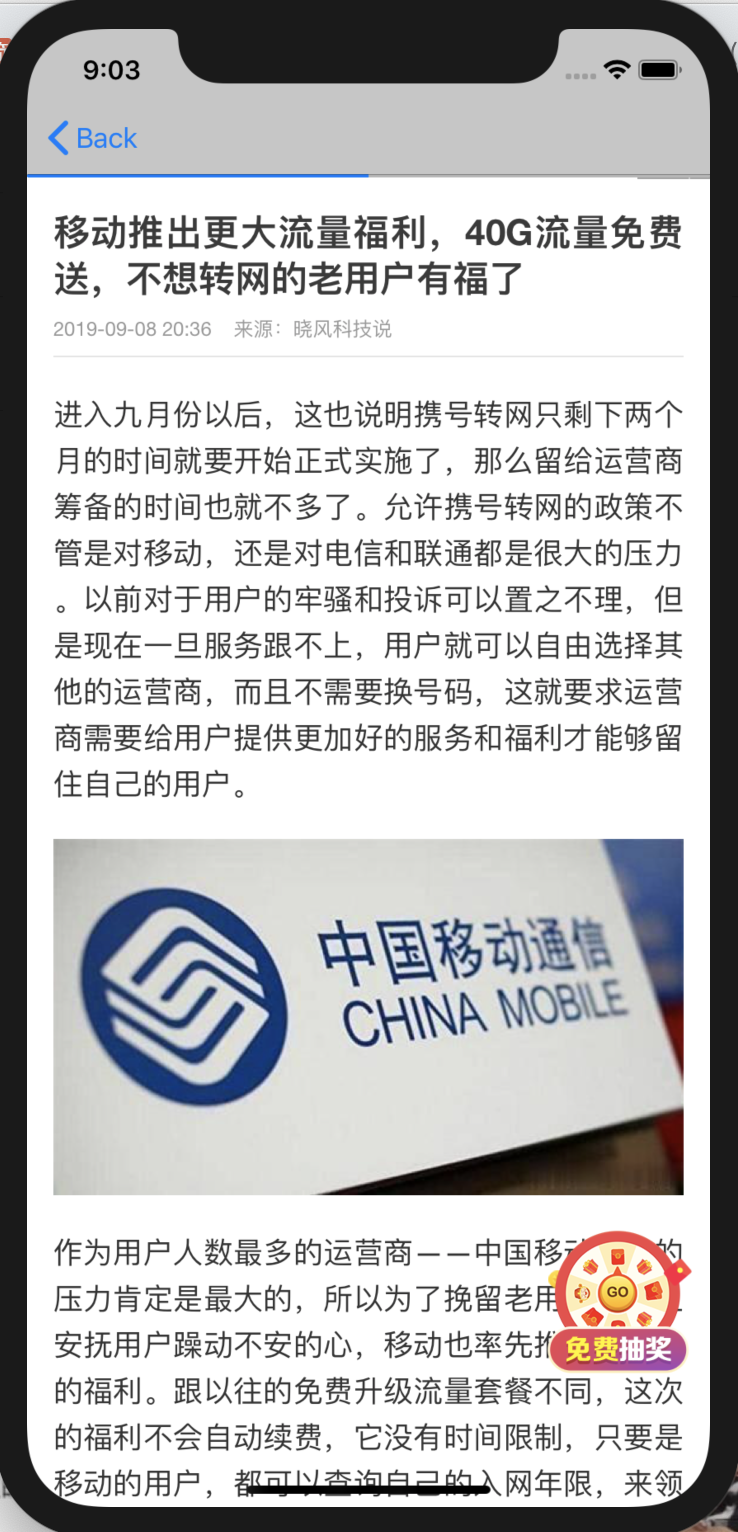 9:03
Back
移动推出更大流量福利，40G流量免费
送，不想转网的老用户有福了
2019-09-08 20:36 来源：晓风科技说
进入九月份以后，这也说明携号转网只剩下两个
月的时间就要开始正式实施了，那么留给运营商
筹备的时间也就不多了。允许携号转网的政策不
管是对移动，还是对电信和联通都是很大的压力
。以前对于用户的牢骚和投诉可以置之不理，但
是现在一旦服务跟不上，用户就可以自由选择其
他的运营商，而且不需要换号码，这就要求运营
商需要给用户提供更加好的服务和福利才能够留
住自己的用户。
中国移动通信
CHINA MOBILE
作为用户人数最多的运营商——中国移 的
压力肯定是最大的，所以为了挽留老用
安抚用户躁动不安的心，移动也率先推
的福利。跟以往的免费升级流量套餐不同，这次
的福利不会自动续费，它没有时间限制，只要是
移动的用户，都可以查询自己的入网年限，来领
GO
免费抽奖